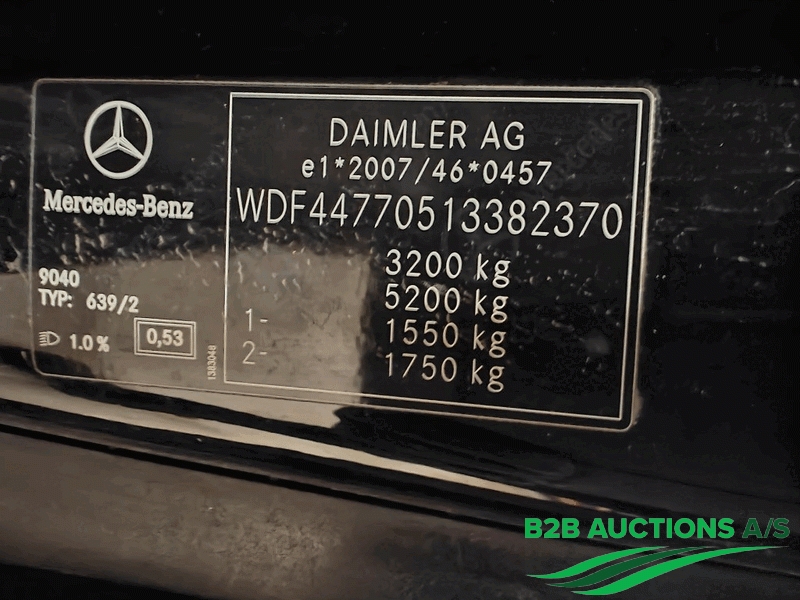 Mercedes-Benz
9040
TYP: 639/2
1.0 %
0,53
1383048
DAIMLER AG
e1*2007/46*0457
WDF44770513382370
3200 kg
5200 kg
1- 1550 kg
2- 1750 kg
B2B AUCTIONS A/S